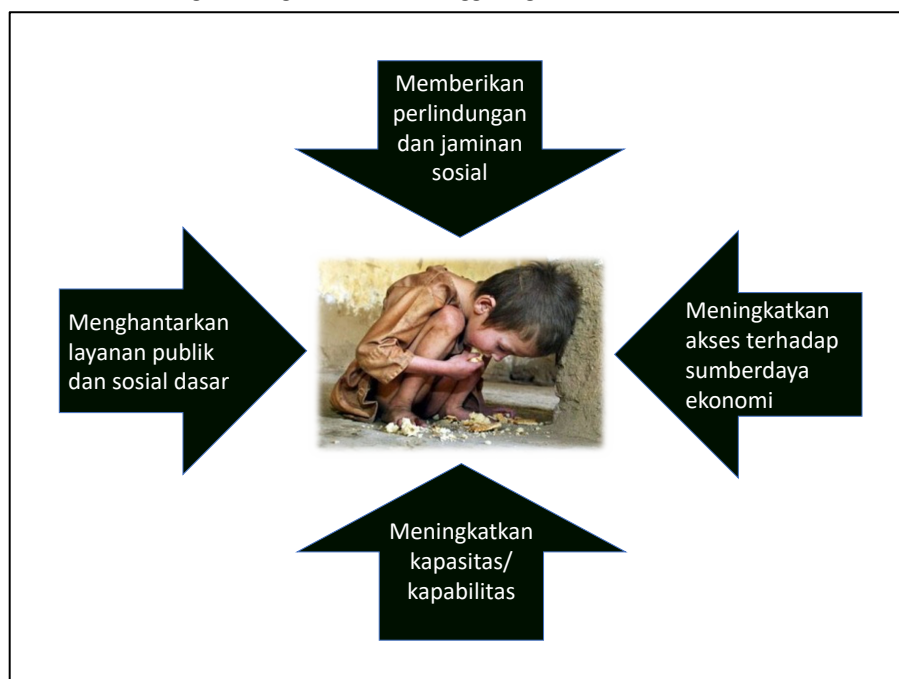 Memberikan
perlindungan
dan jaminan
sosial
Menghantarkan
layanan publik
dan sosial dasar
Meningkatkan
akses terhadap
sumberdaya
ekonomi
Meningkatkan
kapasitas/
kapabilitas